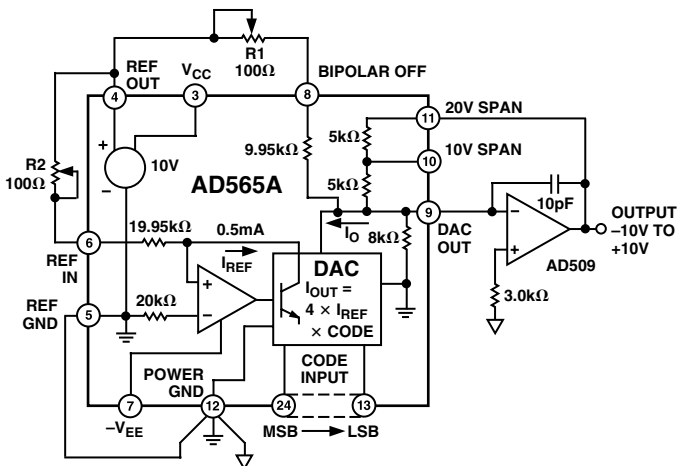 R1
100Ω
REF
OUT
VCC
BIPOLAR OFF
4
3
8
20V SPAN
11
5kΩ
9.95kΩ
10V SPAN
10
R2
100Ω
+
10V
–
AD565A
5kΩ
10pF
9
DAC
OUT
–
+
AD509
OUTPUT
–10V TO
+10V
19.95kΩ
0.5mA
IO
8kΩ
6
REF
IN
IREF
DAC
IOUT =
4 × IREF
× CODE
3.0kΩ
+
–
REF
GND
5
20kΩ
POWER
GND
CODE
INPUT
7
12
24
13
–VEE
MSB
LSB